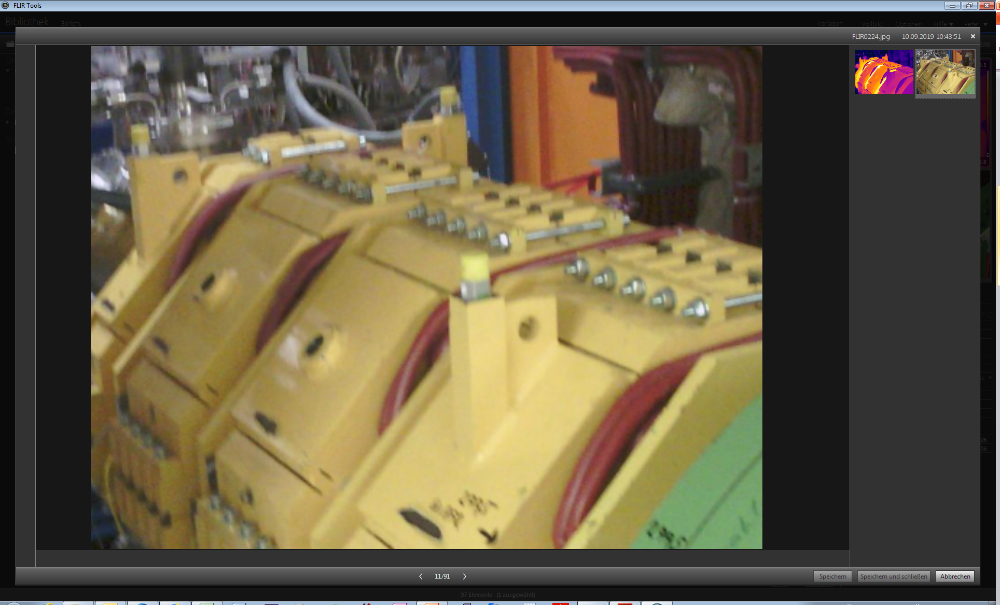 FLIR Tools
Bibliothek
Bericht
Vorlagen
Vollbild
Optionen
Hilfe
Peter
FLIR0224.jpg
10.09.2019 10:43:51
11/91
Speichern
Speichern und schließen
Abbrechen
97 Elemente (1 ausgewählt)